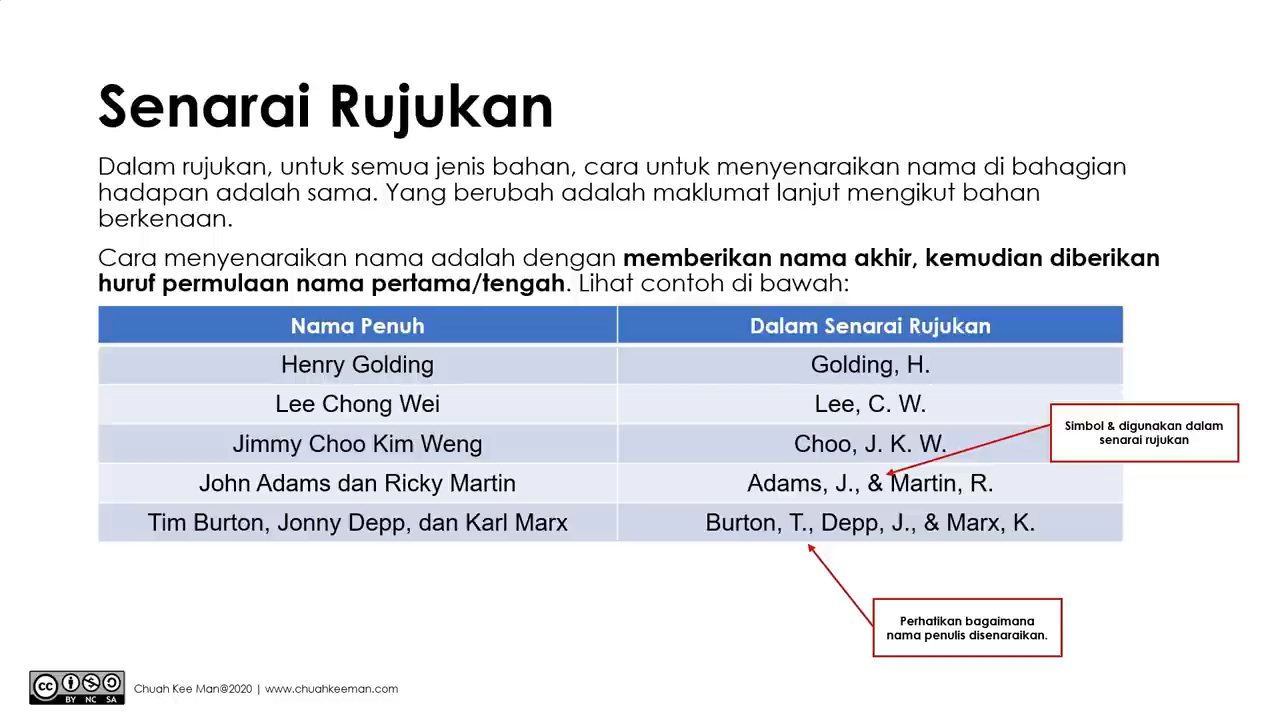 Senarai Rujukan
Dalam rujukan, untuk semua jenis bahan, cara untuk menyenaraikan nama di bahagian
hadapan adalah sama. Yang berubah adalah maklumat lanjut mengikut bahan
berkenaan.
Cara menyenaraikan nama adalah dengan memberikan nama akhir, kemudian diberikan
huruf permulaan nama pertama/tengah. Lihat contoh di bawah:
Nama Penuh Dalam Senarai Rujukan
Henry Golding Golding, H.
Lee Chong Wei Lee, C. W.
Jimmy Choo Kim Weng Choo, J. K. W.
John Adams dan Ricky Martin Adams, J., & Martin, R.
Tim Burton, Jonny Depp, dan Karl Marx Burton, T., Depp, J., & Marx, K.
Simbol & digunakan dalam
senarai rujukan
Perhatikan bagaimana
nama penulis disenaraikan.
cc BY NC SA
Chuah Kee Man@2020 | www.chuahkeeman.com